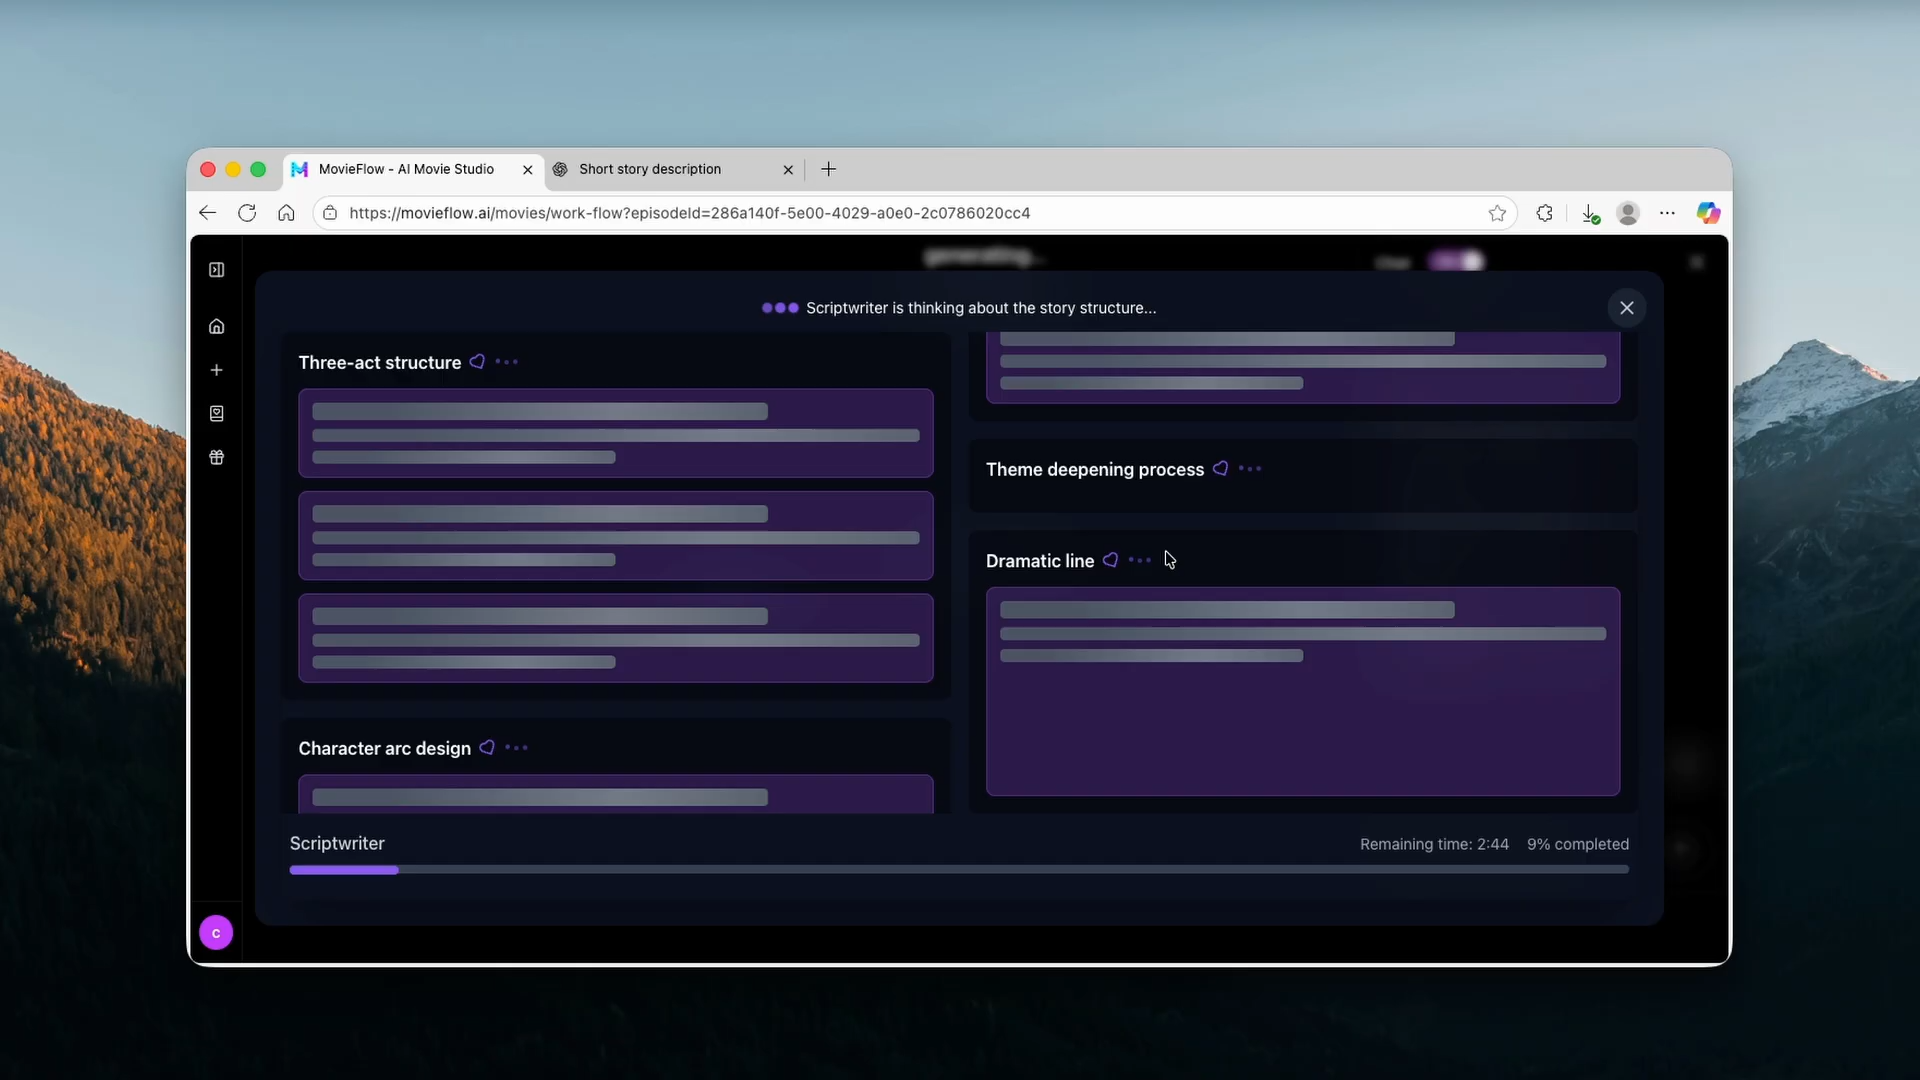 MovieFlow - AI Movie Studio
Short story description
https://movieflow.ai/movies/work-flow?episodeId=286a140f-5e00-4029-a0e0-2c0786020cc4
generating...
Chat
Scriptwriter is thinking about the story structure...
Three-act structure
Theme deepening process
Dramatic line
Character arc design
Scriptwriter
Remaining time: 2:44 9% completed
c